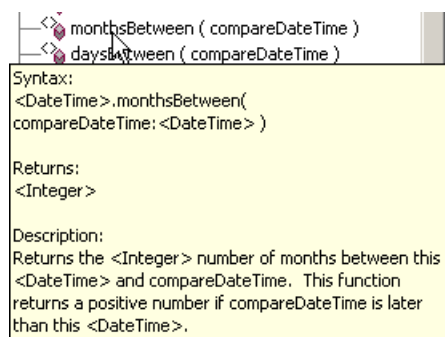 monthsBetween ( compareDateTime )
daysBetween ( compareDateTime )
Syntax:
<DateTime>.monthsBetween(
compareDateTime:<DateTime> )
Returns:
<Integer>
Description:
Returns the <Integer> number of months between this
<DateTime> and compareDateTime.  This function
returns a positive number if compareDateTime is later
than this <DateTime>.